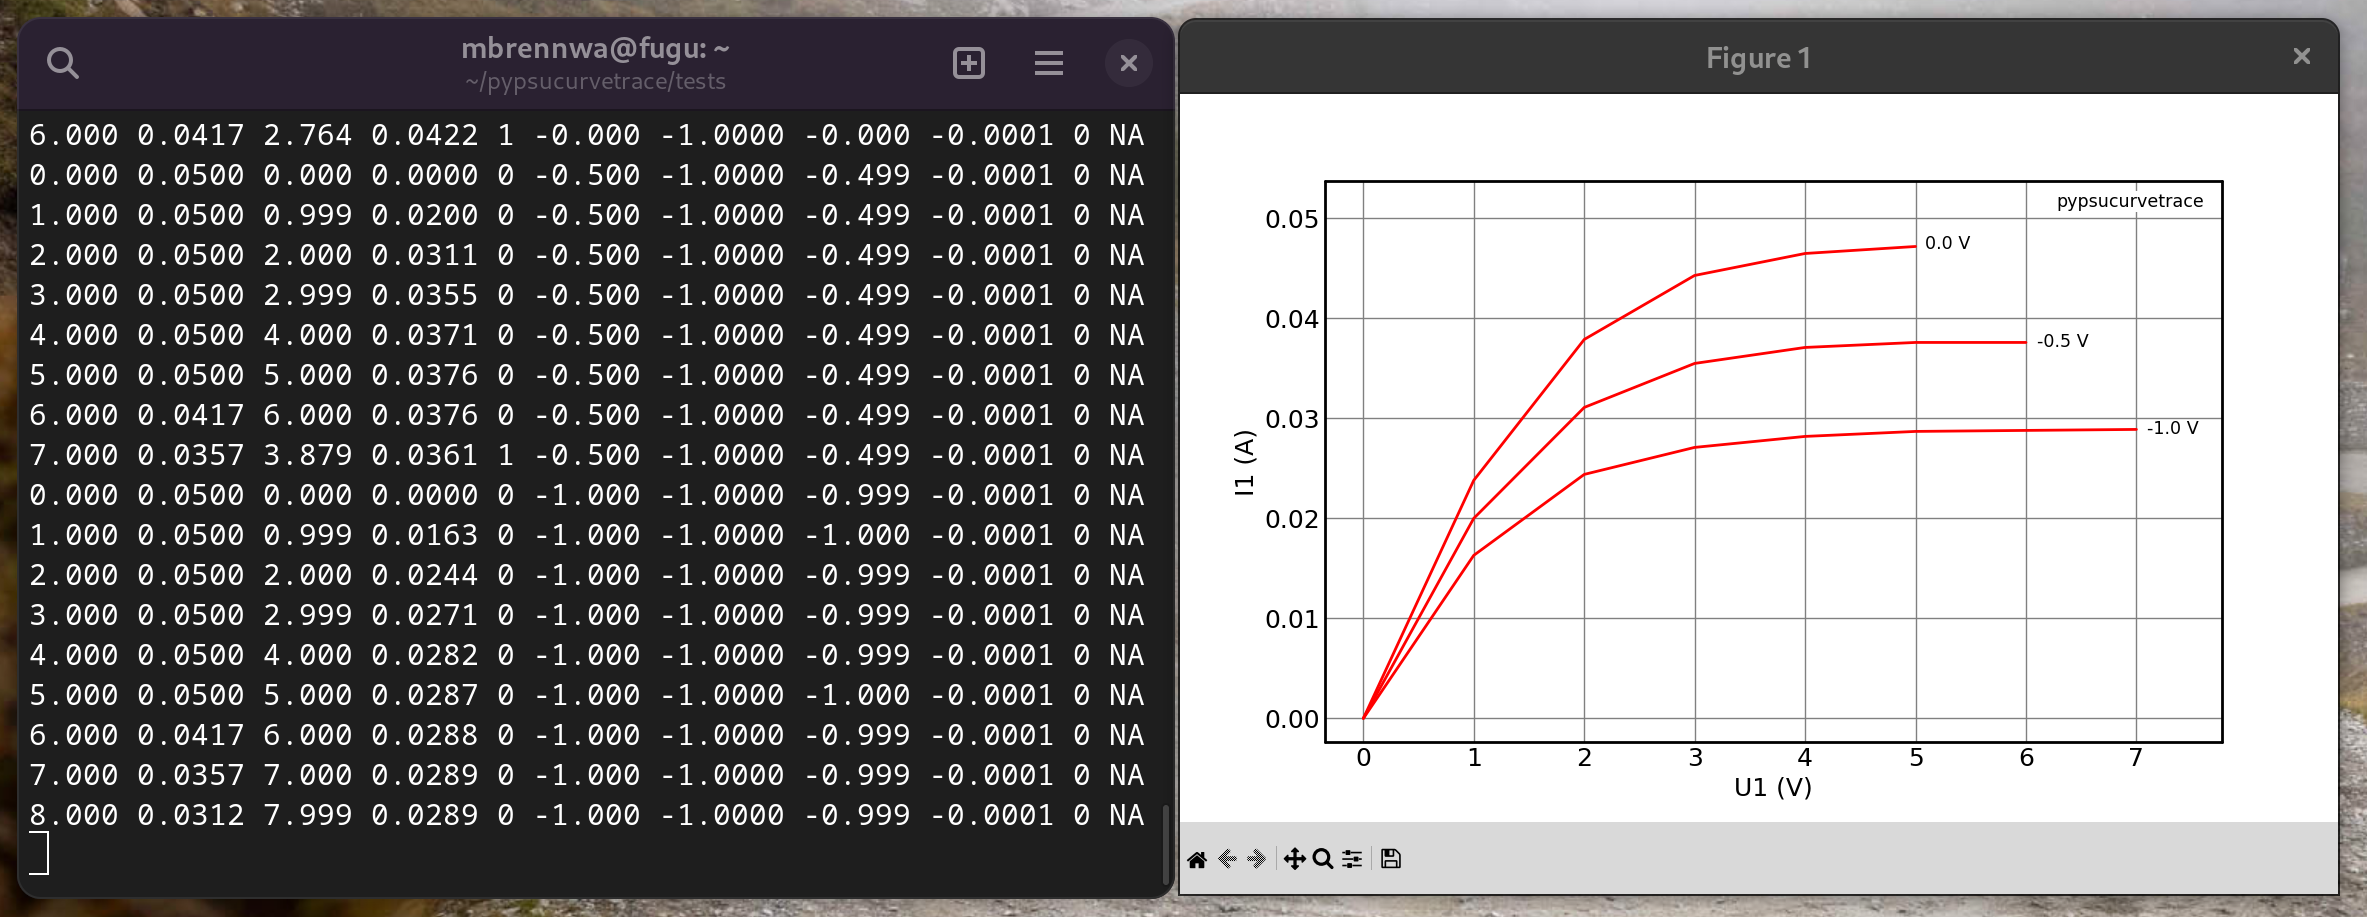 mbrennwa@fugu: ~
~/pypsucurvetrace/tests
6.000 0.0417 2.764 0.0422 1 -0.000 -1.0000 -0.000 -0.0001 0 NA
0.000 0.0500 0.000 0.0000 0 -0.500 -1.0000 -0.499 -0.0001 0 NA
1.000 0.0500 0.999 0.0200 0 -0.500 -1.0000 -0.499 -0.0001 0 NA
2.000 0.0500 2.000 0.0311 0 -0.500 -1.0000 -0.499 -0.0001 0 NA
3.000 0.0500 2.999 0.0355 0 -0.500 -1.0000 -0.499 -0.0001 0 NA
4.000 0.0500 4.000 0.0371 0 -0.500 -1.0000 -0.499 -0.0001 0 NA
5.000 0.0500 5.000 0.0376 0 -0.500 -1.0000 -0.499 -0.0001 0 NA
6.000 0.0417 6.000 0.0376 0 -0.500 -1.0000 -0.499 -0.0001 0 NA
7.000 0.0357 3.879 0.0361 1 -0.500 -1.0000 -0.499 -0.0001 0 NA
0.000 0.0500 0.000 0.0000 0 -1.000 -1.0000 -0.999 -0.0001 0 NA
1.000 0.0500 0.999 0.0163 0 -1.000 -1.0000 -1.000 -0.0001 0 NA
2.000 0.0500 2.000 0.0244 0 -1.000 -1.0000 -0.999 -0.0001 0 NA
3.000 0.0500 2.999 0.0271 0 -1.000 -1.0000 -0.999 -0.0001 0 NA
4.000 0.0500 4.000 0.0282 0 -1.000 -1.0000 -0.999 -0.0001 0 NA
5.000 0.0500 5.000 0.0287 0 -1.000 -1.0000 -1.000 -0.0001 0 NA
6.000 0.0417 6.000 0.0288 0 -1.000 -1.0000 -0.999 -0.0001 0 NA
7.000 0.0357 7.000 0.0289 0 -1.000 -1.0000 -0.999 -0.0001 0 NA
8.000 0.0312 7.999 0.0289 0 -1.000 -1.0000 -0.999 -0.0001 0 NA
Figure 1
pypsucurvetrace
0.05
0.0 V
0.04
-0.5 V
0.03
-1.0 V
I1 (A)
0.02
0.01
0.00
0 1 2 3 4 5 6 7
U1 (V)